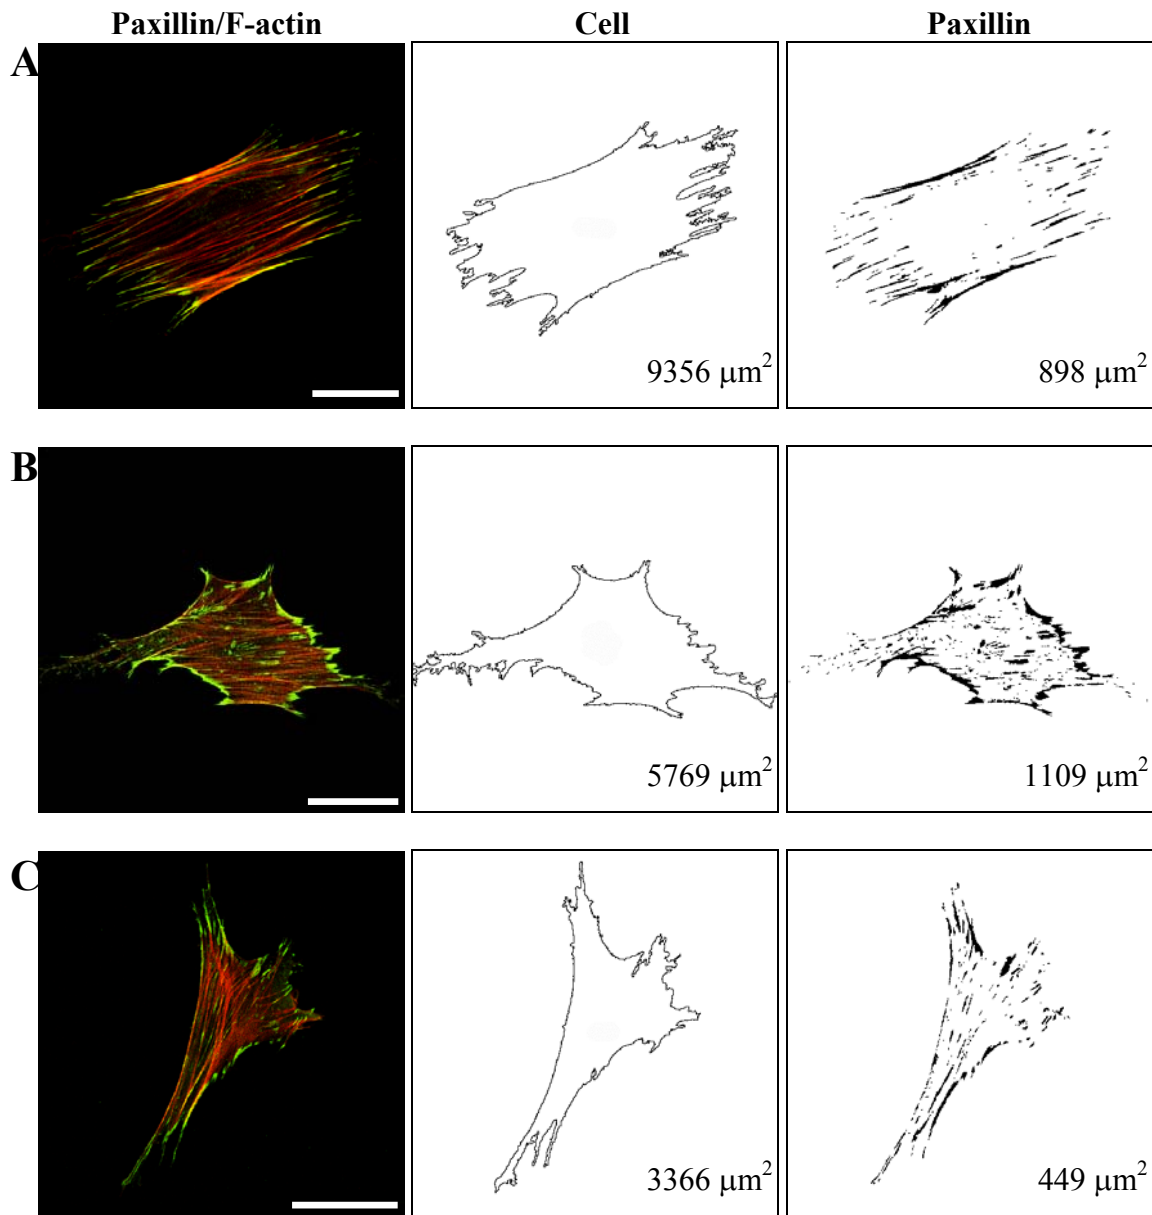 Paxillin/F-actin Cell Paxillin
A
9356 μm² 898 μm²
B
5769 μm² 1109 μm²
C
3366 μm² 449 μm²